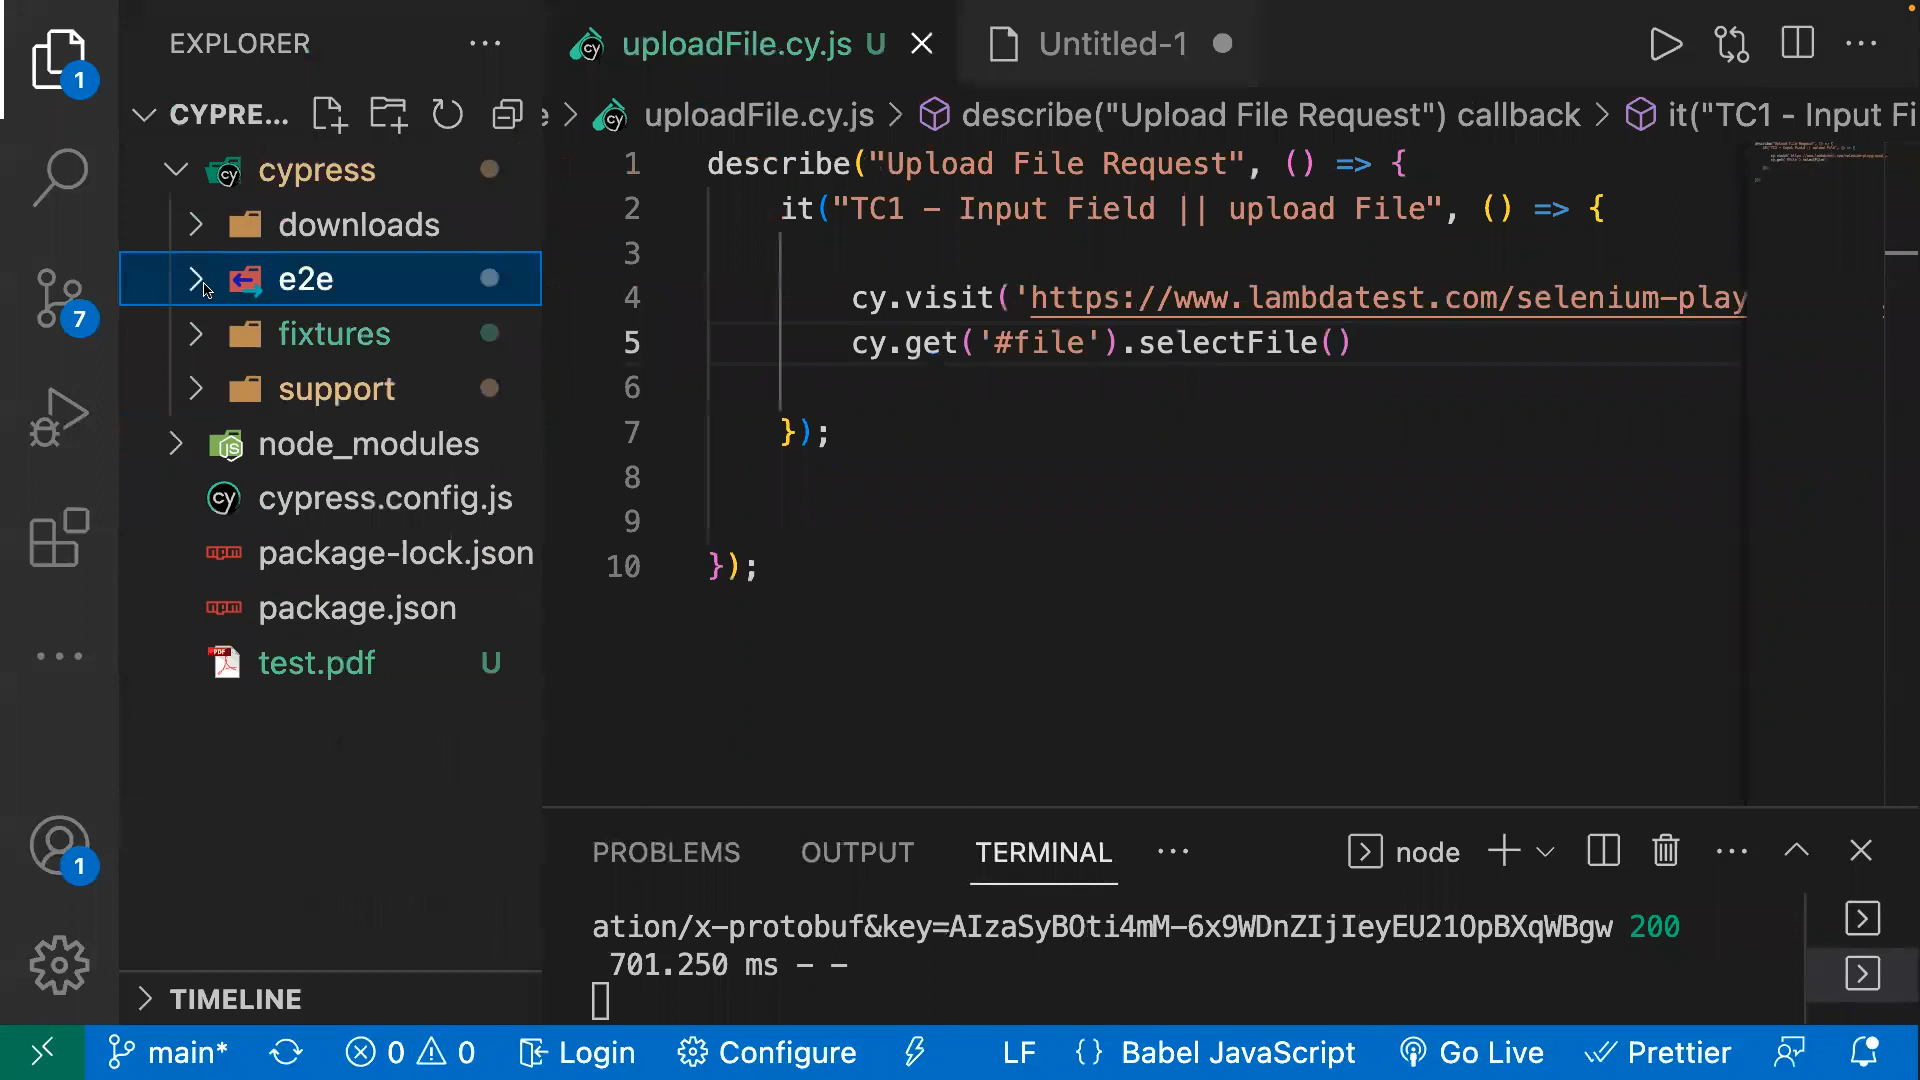 EXPLORER
uploadFile.cy.js U
Untitled-1
1
CYPRE...
e > uploadFile.cy.js > describe("Upload File Request") callback > it("TC1 - Input Fi
cypress
downloads
e2e
fixtures
support
node_modules
cypress.config.js
package-lock.json
package.json
test.pdf U
7
1
TIMELINE
1 describe("Upload File Request", () => {
2 it("TC1 - Input Field || upload File", () => {
3
4 cy.visit('https://www.lambdatest.com/selenium-play
5 cy.get('#file').selectFile()
6
7 });
8
9
10 });
PROBLEMS OUTPUT TERMINAL node
ation/x-protobuf&key=AIzaSyBOti4mM-6x9WDnZIjIeyEU21OpBXqWBgw 200
701.250 ms - -
main* 0 0 Login Configure LF {} Babel JavaScript Go Live Prettier